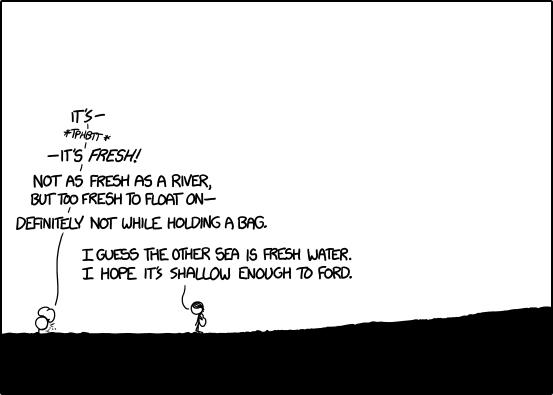 IT'S—
*TPHBTT*
—IT'S FRESH!
NOT AS FRESH AS A RIVER,
BUT TOO FRESH TO FLOAT ON—
DEFINITELY NOT WHILE HOLDING A BAG.
I GUESS THE OTHER SEA IS FRESH WATER.
I HOPE IT'S SHALLOW ENOUGH TO FORD.